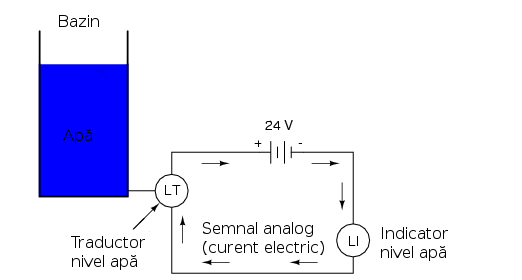 Bazin
Apă
24 V
+ -
LT
Semnal analog
(curent electric)
LI
Indicator
nivel apă
Traductor
nivel apă